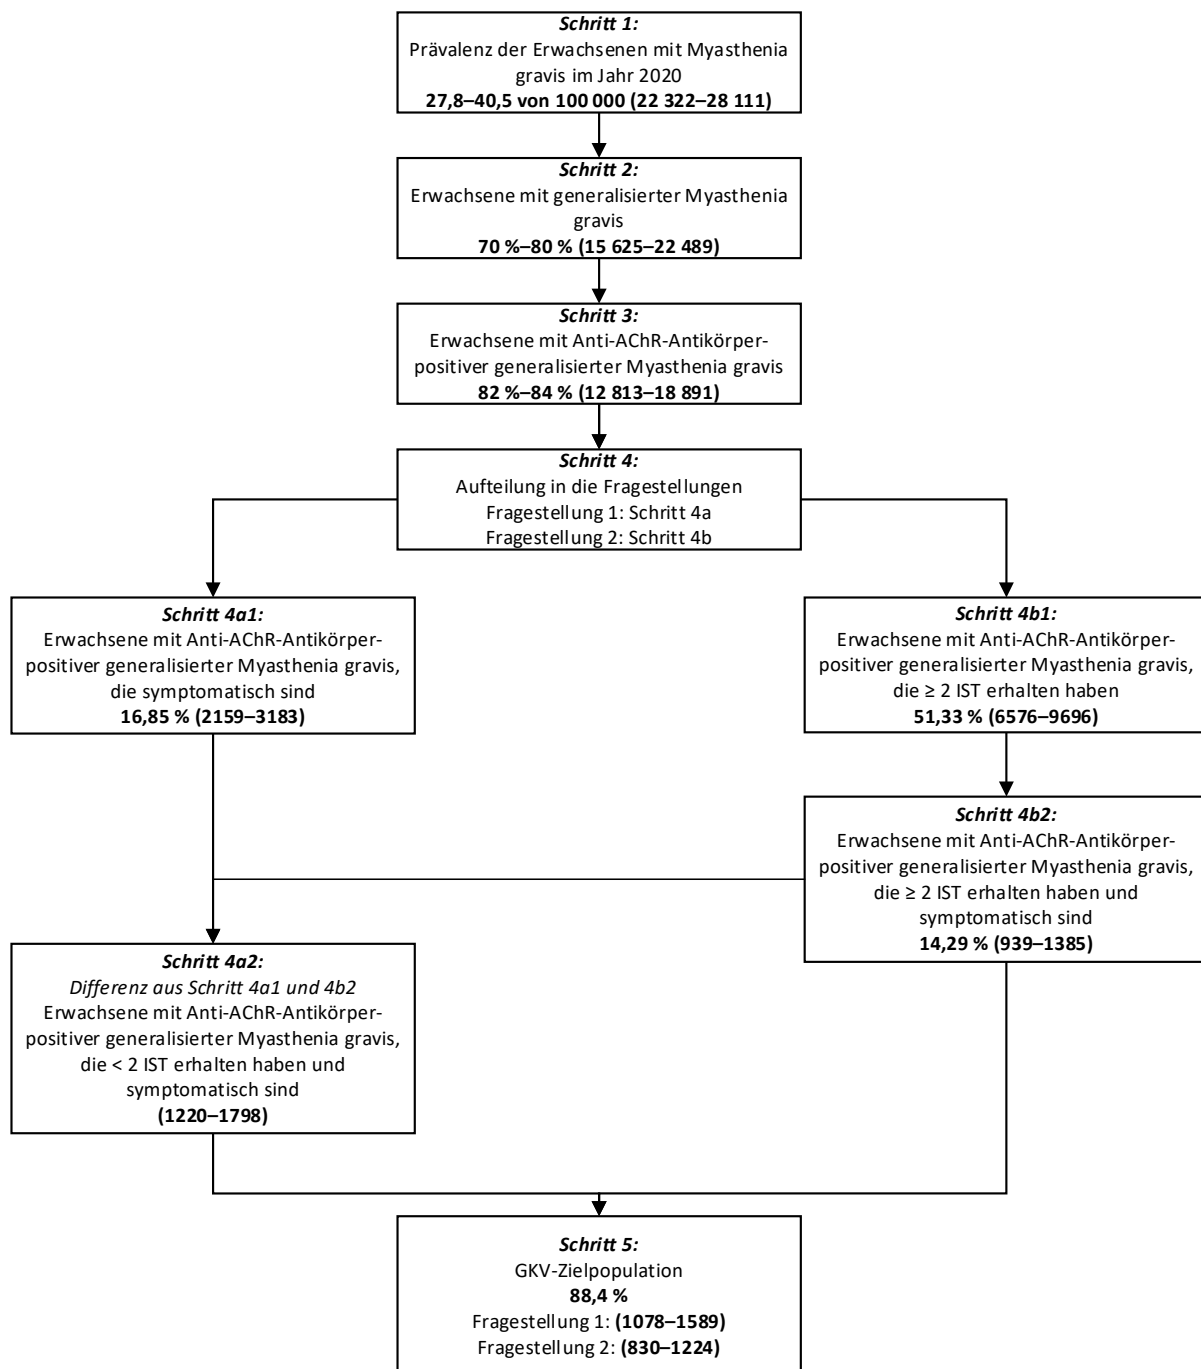 Schritt 1:
Prävalenz der Erwachsenen mit Myasthenia
gravis im Jahr 2020
27,8–40,5 von 100 000 (22 322–28 111)
Schritt 2:
Erwachsene mit generalisierter Myasthenia
gravis
70 %–80 % (15 625–22 489)
Schritt 3:
Erwachsene mit Anti-AChR-Antikörper-
positiver generalisierter Myasthenia gravis
82 %–84 % (12 813–18 891)
Schritt 4:
Aufteilung in die Fragestellungen
Fragestellung 1: Schritt 4a
Fragestellung 2: Schritt 4b
Schritt 4a1:
Erwachsene mit Anti-AChR-Antikörper-
positiver generalisierter Myasthenia gravis,
die symptomatisch sind
16,85 % (2159–3183)
Schritt 4b1:
Erwachsene mit Anti-AChR-Antikörper-
positiver generalisierter Myasthenia gravis,
die ≥ 2 IST erhalten haben
51,33 % (6576–9696)
Schritt 4b2:
Erwachsene mit Anti-AChR-Antikörper-
positiver generalisierter Myasthenia gravis,
die ≥ 2 IST erhalten haben und
symptomatisch sind
14,29 % (939–1385)
Schritt 4a2:
Differenz aus Schritt 4a1 und 4b2
Erwachsene mit Anti-AChR-Antikörper-
positiver generalisierter Myasthenia gravis,
die < 2 IST erhalten haben und
symptomatisch sind
(1220–1798)
Schritt 5:
GKV-Zielpopulation
88,4 %
Fragestellung 1: (1078–1589)
Fragestellung 2: (830–1224)